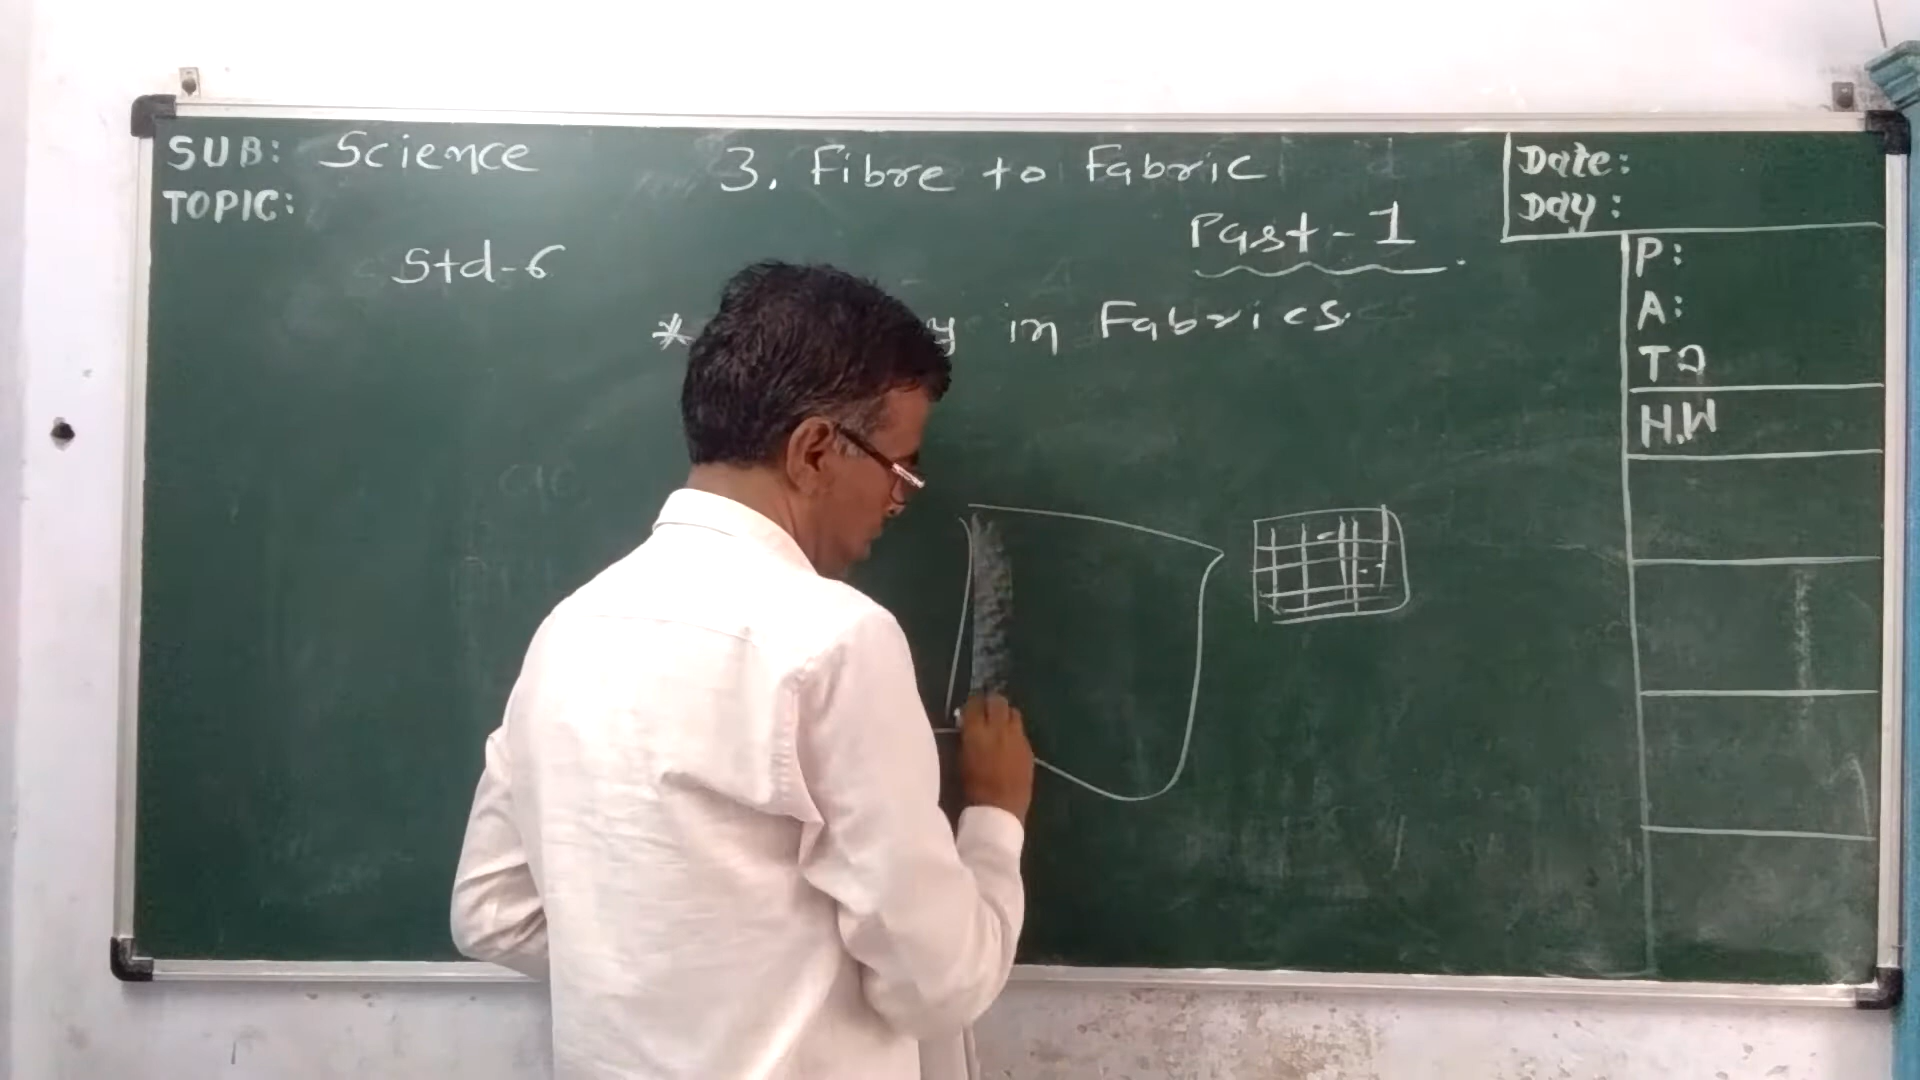 SUB: Science
3. Fibre to Fabric
TOPIC:
Part-1
Std-6
* in Fabrics.
Date:
Day:
P:
A:
T
H.W